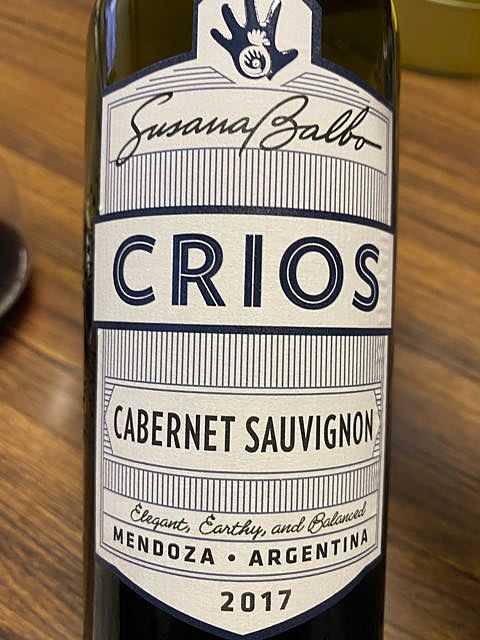 Susana Balbo
CRIOS
CABERNET SAUVIGNON
Elegant, Earthy, and Balanced
MENDOZA • ARGENTINA
2017